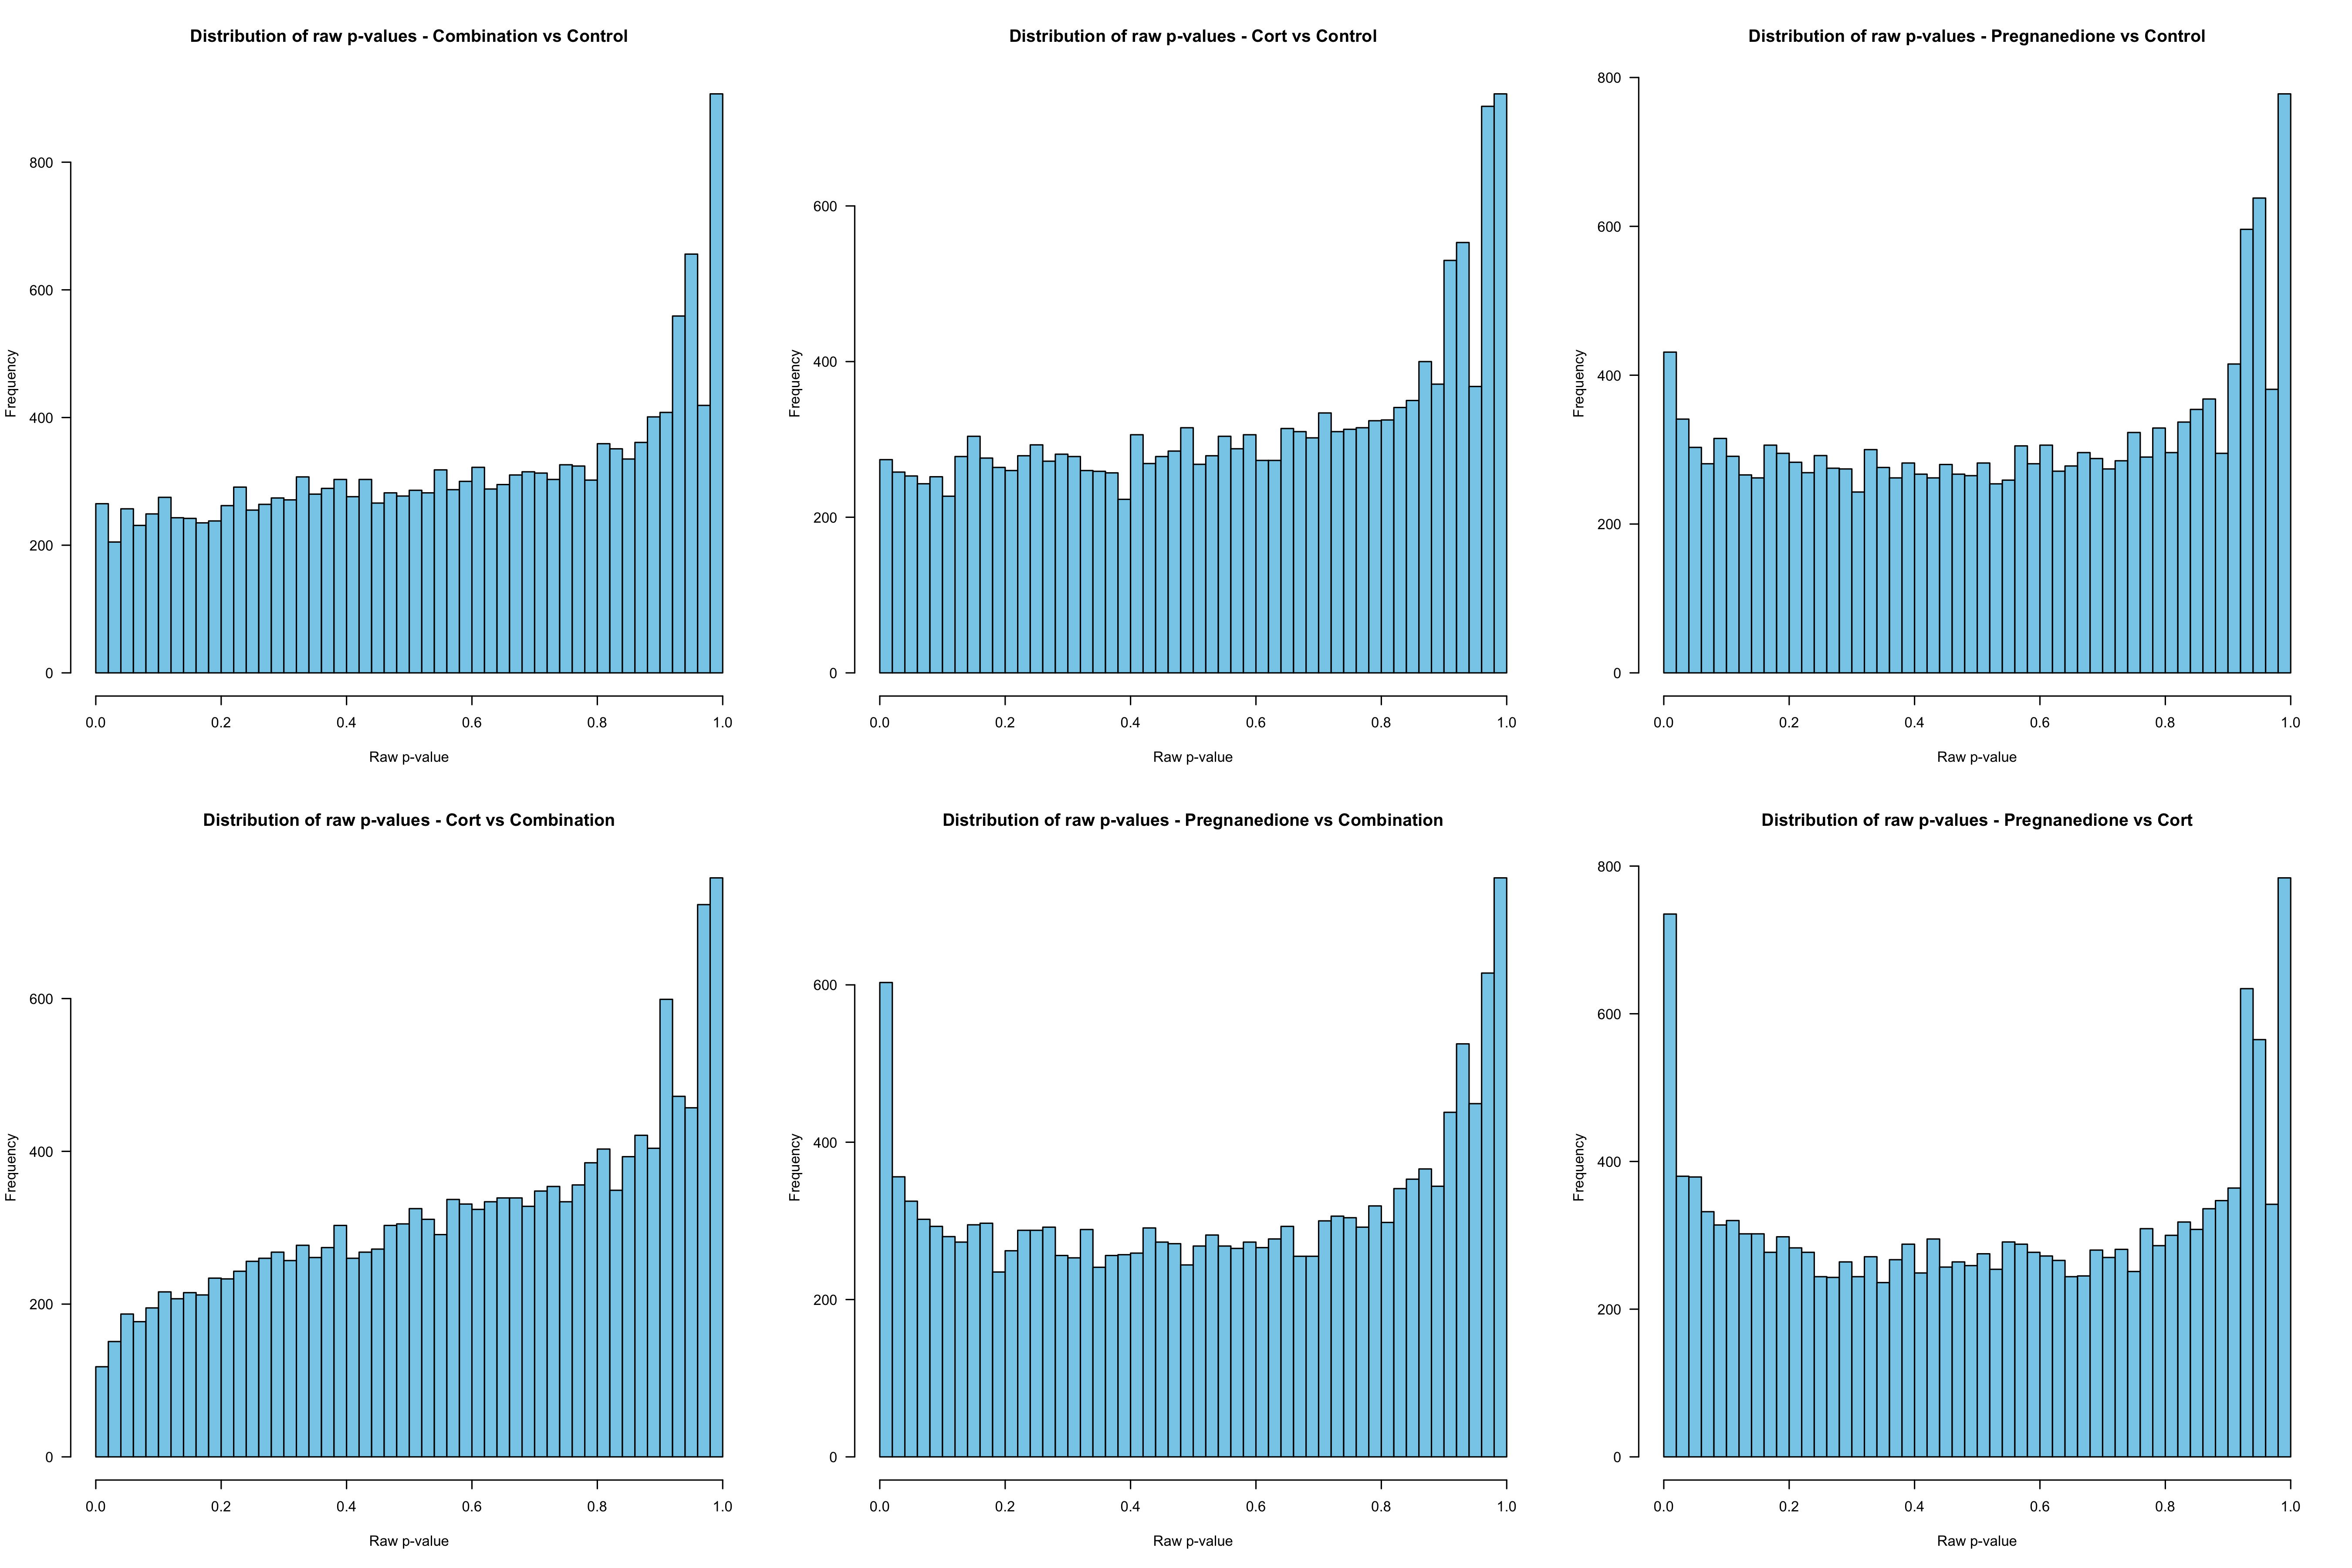 Distribution of raw p-values - Combination vs Control
Frequency
800
600
400
200
0
0.0 0.2 0.4 0.6 0.8 1.0
Raw p-value
Distribution of raw p-values - Cort vs Control
Frequency
600
400
200
0
0.0 0.2 0.4 0.6 0.8 1.0
Raw p-value
Distribution of raw p-values - Pregnanedione vs Control
Frequency
800
600
400
200
0
0.0 0.2 0.4 0.6 0.8 1.0
Raw p-value
Distribution of raw p-values - Cort vs Combination
Frequency
600
400
200
0
0.0 0.2 0.4 0.6 0.8 1.0
Raw p-value
Distribution of raw p-values - Pregnanedione vs Combination
Frequency
600
400
200
0
0.0 0.2 0.4 0.6 0.8 1.0
Raw p-value
Distribution of raw p-values - Pregnanedione vs Cort
Frequency
800
600
400
200
0
0.0 0.2 0.4 0.6 0.8 1.0
Raw p-value